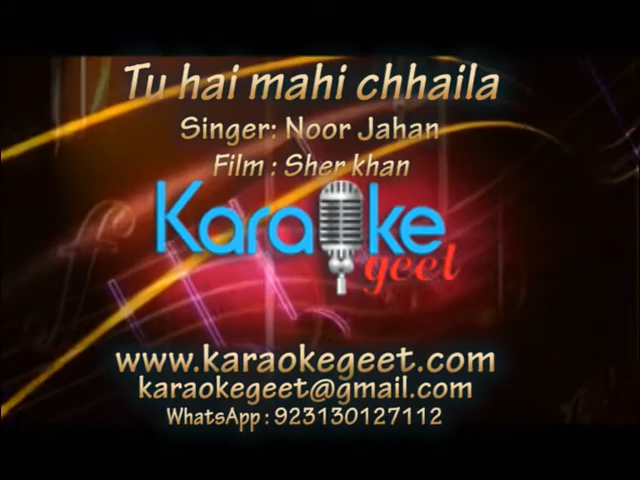 Tu hai mahi chhaila
Singer: Noor Jahan
Film : Sher khan
Karaoke
geet
www.karaokegeet.com
karaokegeet@gmail.com
WhatsApp : 923130127112